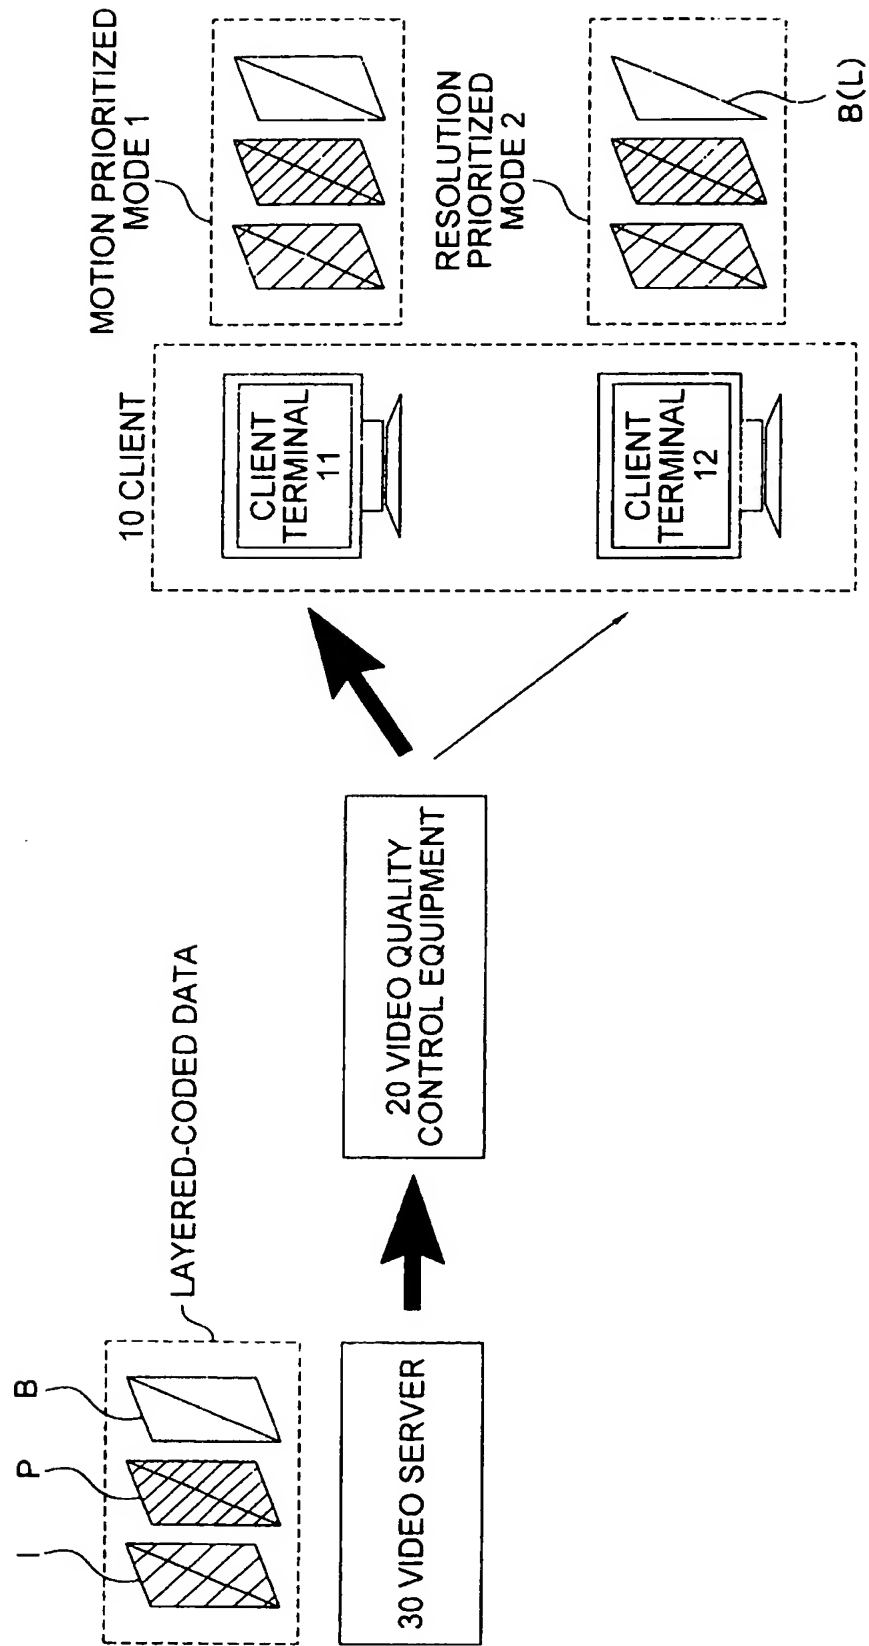 I
P
B
LAYERED-CODED DATA
30 VIDEO SERVER
20 VIDEO QUALITY
CONTROL EQUIPMENT
10 CLIENT
CLIENT
TERMINAL
11
CLIENT
TERMINAL
12
MOTION PRIORITIZED
MODE 1
RESOLUTION
PRIORITIZED
MODE 2
B(L)